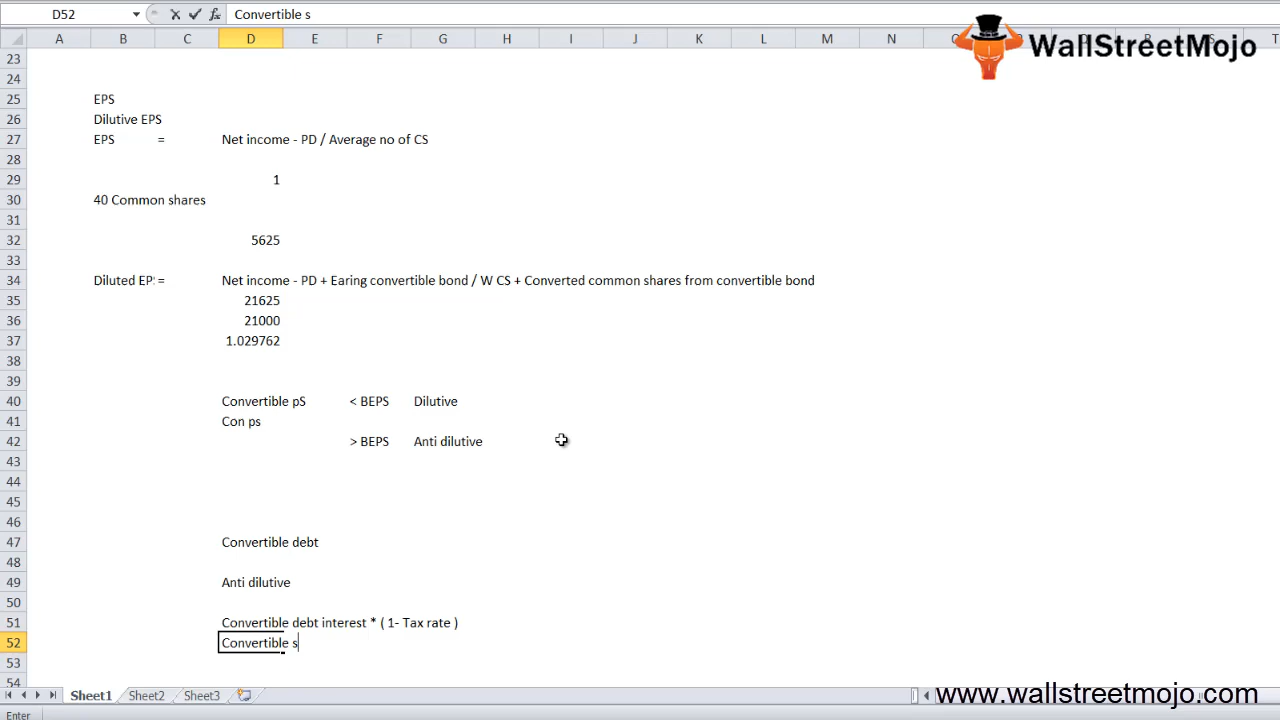 D52 fx Convertible s
WallStreetMojo
A B C D E F G H I J K L M N
23
24
25 EPS
26 Dilutive EPS
27 EPS = Net income - PD / Average no of CS
28
29 1
30 40 Common shares
31
32 5625
33
34 Diluted EP = Net income - PD + Earing convertible bond / W CS + Converted common shares from convertible bond
35 21625
36 21000
37 1.029762
38
39
40 Convertible pS < BEPS Dilutive
41 Con ps
42 > BEPS Anti dilutive
43
44
45
46
47 Convertible debt
48
49 Anti dilutive
50
51 Convertible debt interest * ( 1- Tax rate )
52 Convertible s
53
54
Sheet1 Sheet2 Sheet3
www.wallstreetmojo.com
Enter